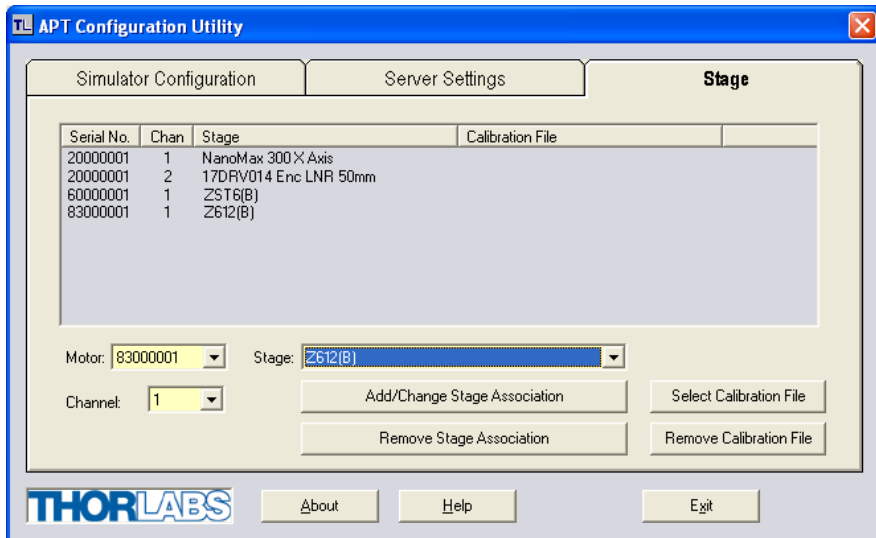 TL APT Configuration Utility
Simulator Configuration Server Settings Stage
Serial No. Chan Stage Calibration File
20000001 1 NanoMax 300 X Axis
20000001 2 17DRV014 Enc LNR 50mm
60000001 1 ZST6(B)
83000001 1 Z612(B)
Motor: 83000001 Stage: Z612(B)
Channel: 1 Add/Change Stage Association Select Calibration File
Remove Stage Association Remove Calibration File
THORLABS About Help Exit